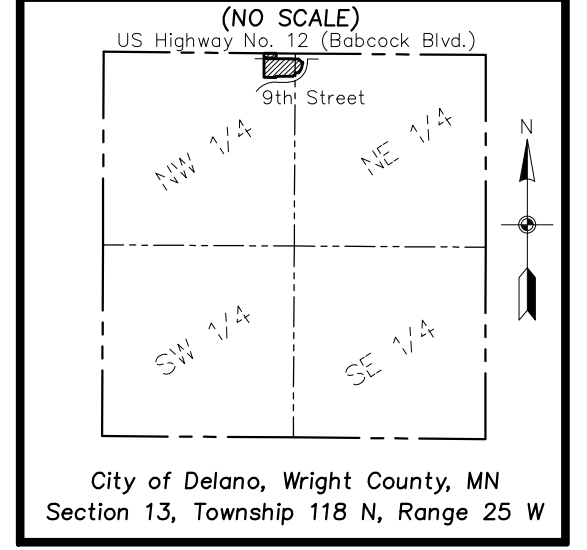 (NO SCALE)
US Highway No. 12 (Babcock Blvd.)
9th Street
NW 1/4
NE 1/4
N
SW 1/4
SE 1/4
City of Delano, Wright County, MN
Section 13, Township 118 N, Range 25 W